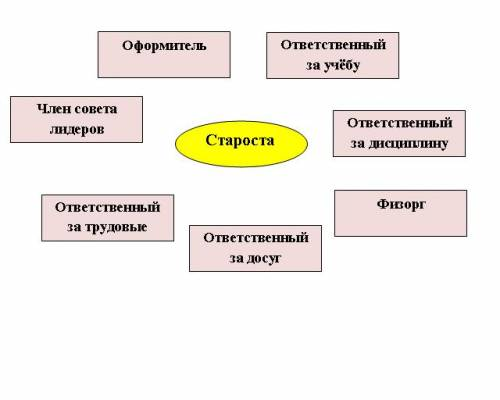 Оформитель
Ответственный
за учёбу
Член совета
лидеров
Староста
Ответственный
за дисциплину
Ответственный
за трудовые
Физорг
Ответственный
за досуг